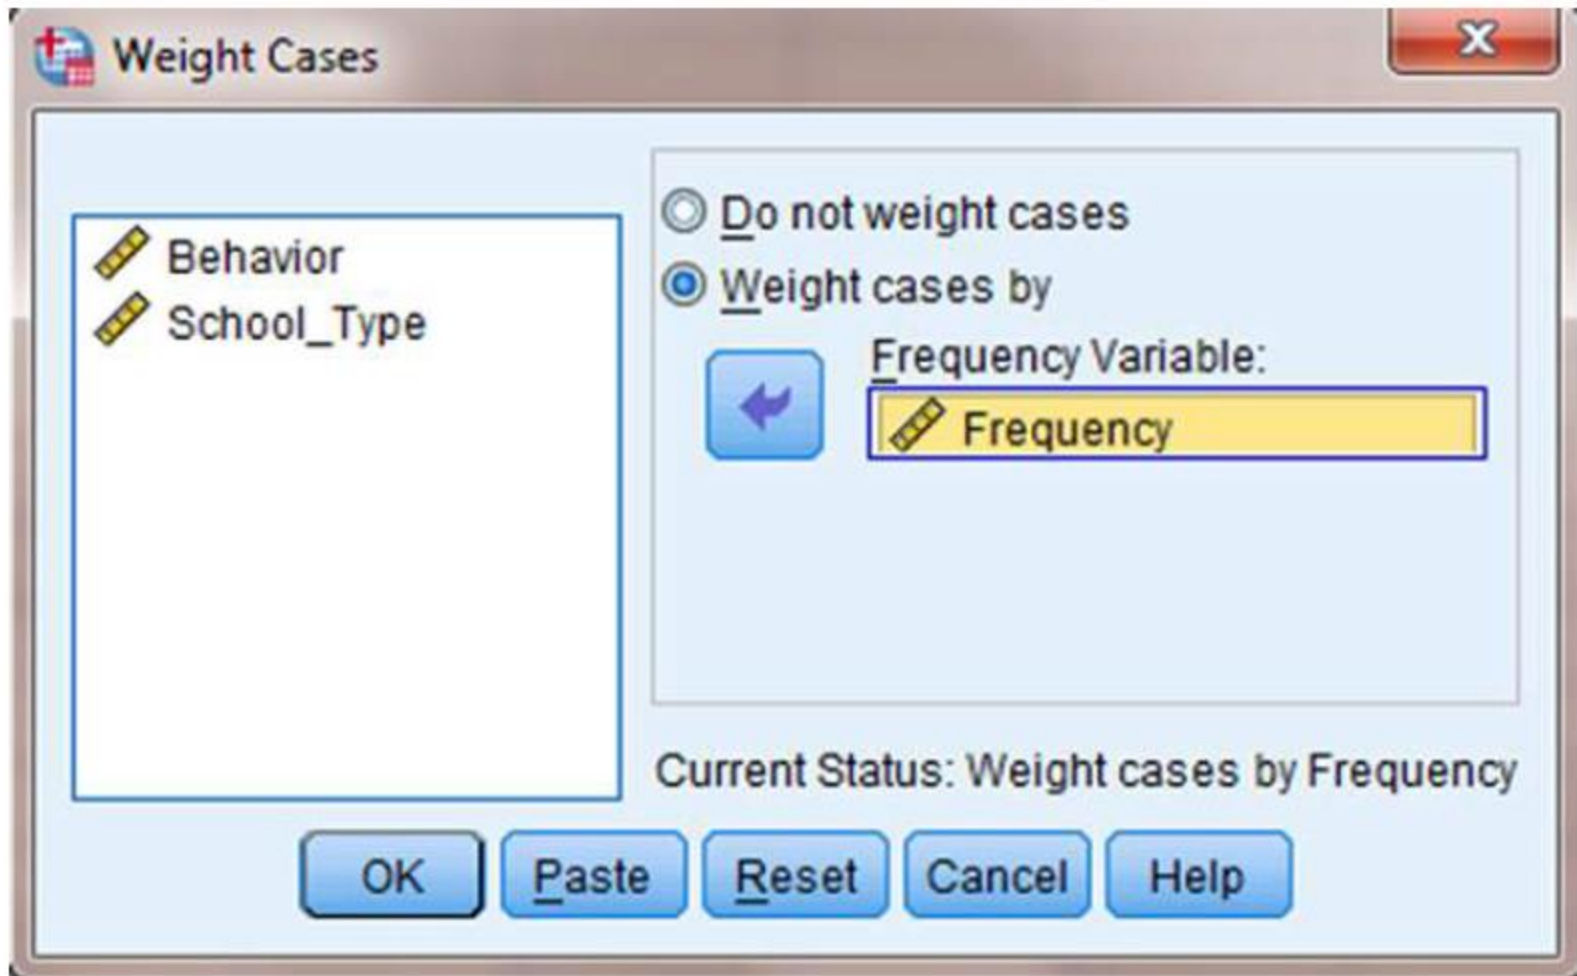 Weight Cases
Behavior
School_Type
Do not weight cases
Weight cases by
Frequency Variable:
Frequency
Current Status: Weight cases by Frequency
OK
Paste
Reset
Cancel
Help